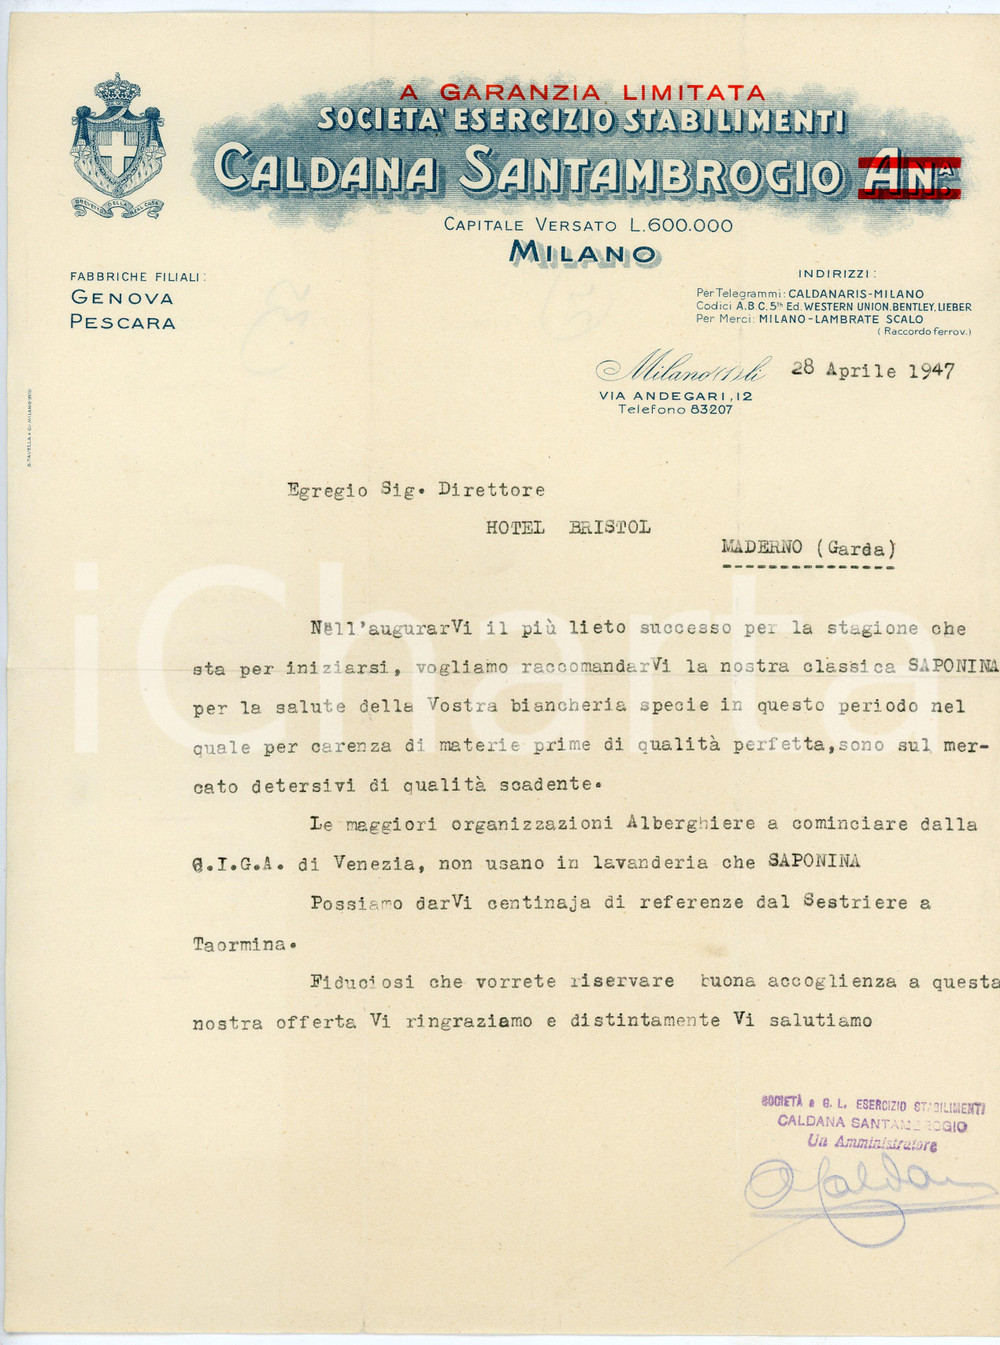 A GARANZIA LIMITATA
SOCIETA' ESERCIZIO STABILIMENTI
CALDANA SANTAMBROGIO AN.A
CAPITALE VERSATO L.600.000
MILANO
BREVETTO DELLA REAL CASA
FABBRICHE FILIALI:
GENOVA
PESCARA
INDIRIZZI:
Per Telegrammi: CALDANARIS-MILANO
Codici A.B.C. 5th Ed. WESTERN UNION, BENTLEY, LIEBER
Per Merci: MILANO-LAMBRATE SCALO
(Raccordo ferrov.)
Milano li 28 Aprile 1947
VIA ANDEGARI, 12
Telefono 83207
Egregio Sig. Direttore
HOTEL BRISTOL
MADERNO (Garda)
Nell'augurarVi il più lieto successo per la stagione che
sta per iniziarsi, vogliamo raccomandarVi la nostra classica SAPONINA
per la salute della Vostra biancheria specie in questo periodo nel
quale per carenza di materie prime di qualità perfetta,sono sul mer-
cato detersivi di qualità scadente.
Le maggiori organizzazioni Alberghiere a cominciare dalla
C.I.G.A. di Venezia, non usano in lavanderia che SAPONINA
Possiamo darVi centinaja di referenze dal Sestriere a
Taormina.
Fiduciosi che vorrete riservare buona accoglienza a questa
nostra offerta Vi ringraziamo e distintamente Vi salutiamo
SOCIETÀ a G. L. ESERCIZIO STABILIMENTI
CALDANA SANTAMBROGIO
Un Amministratore
iCharta